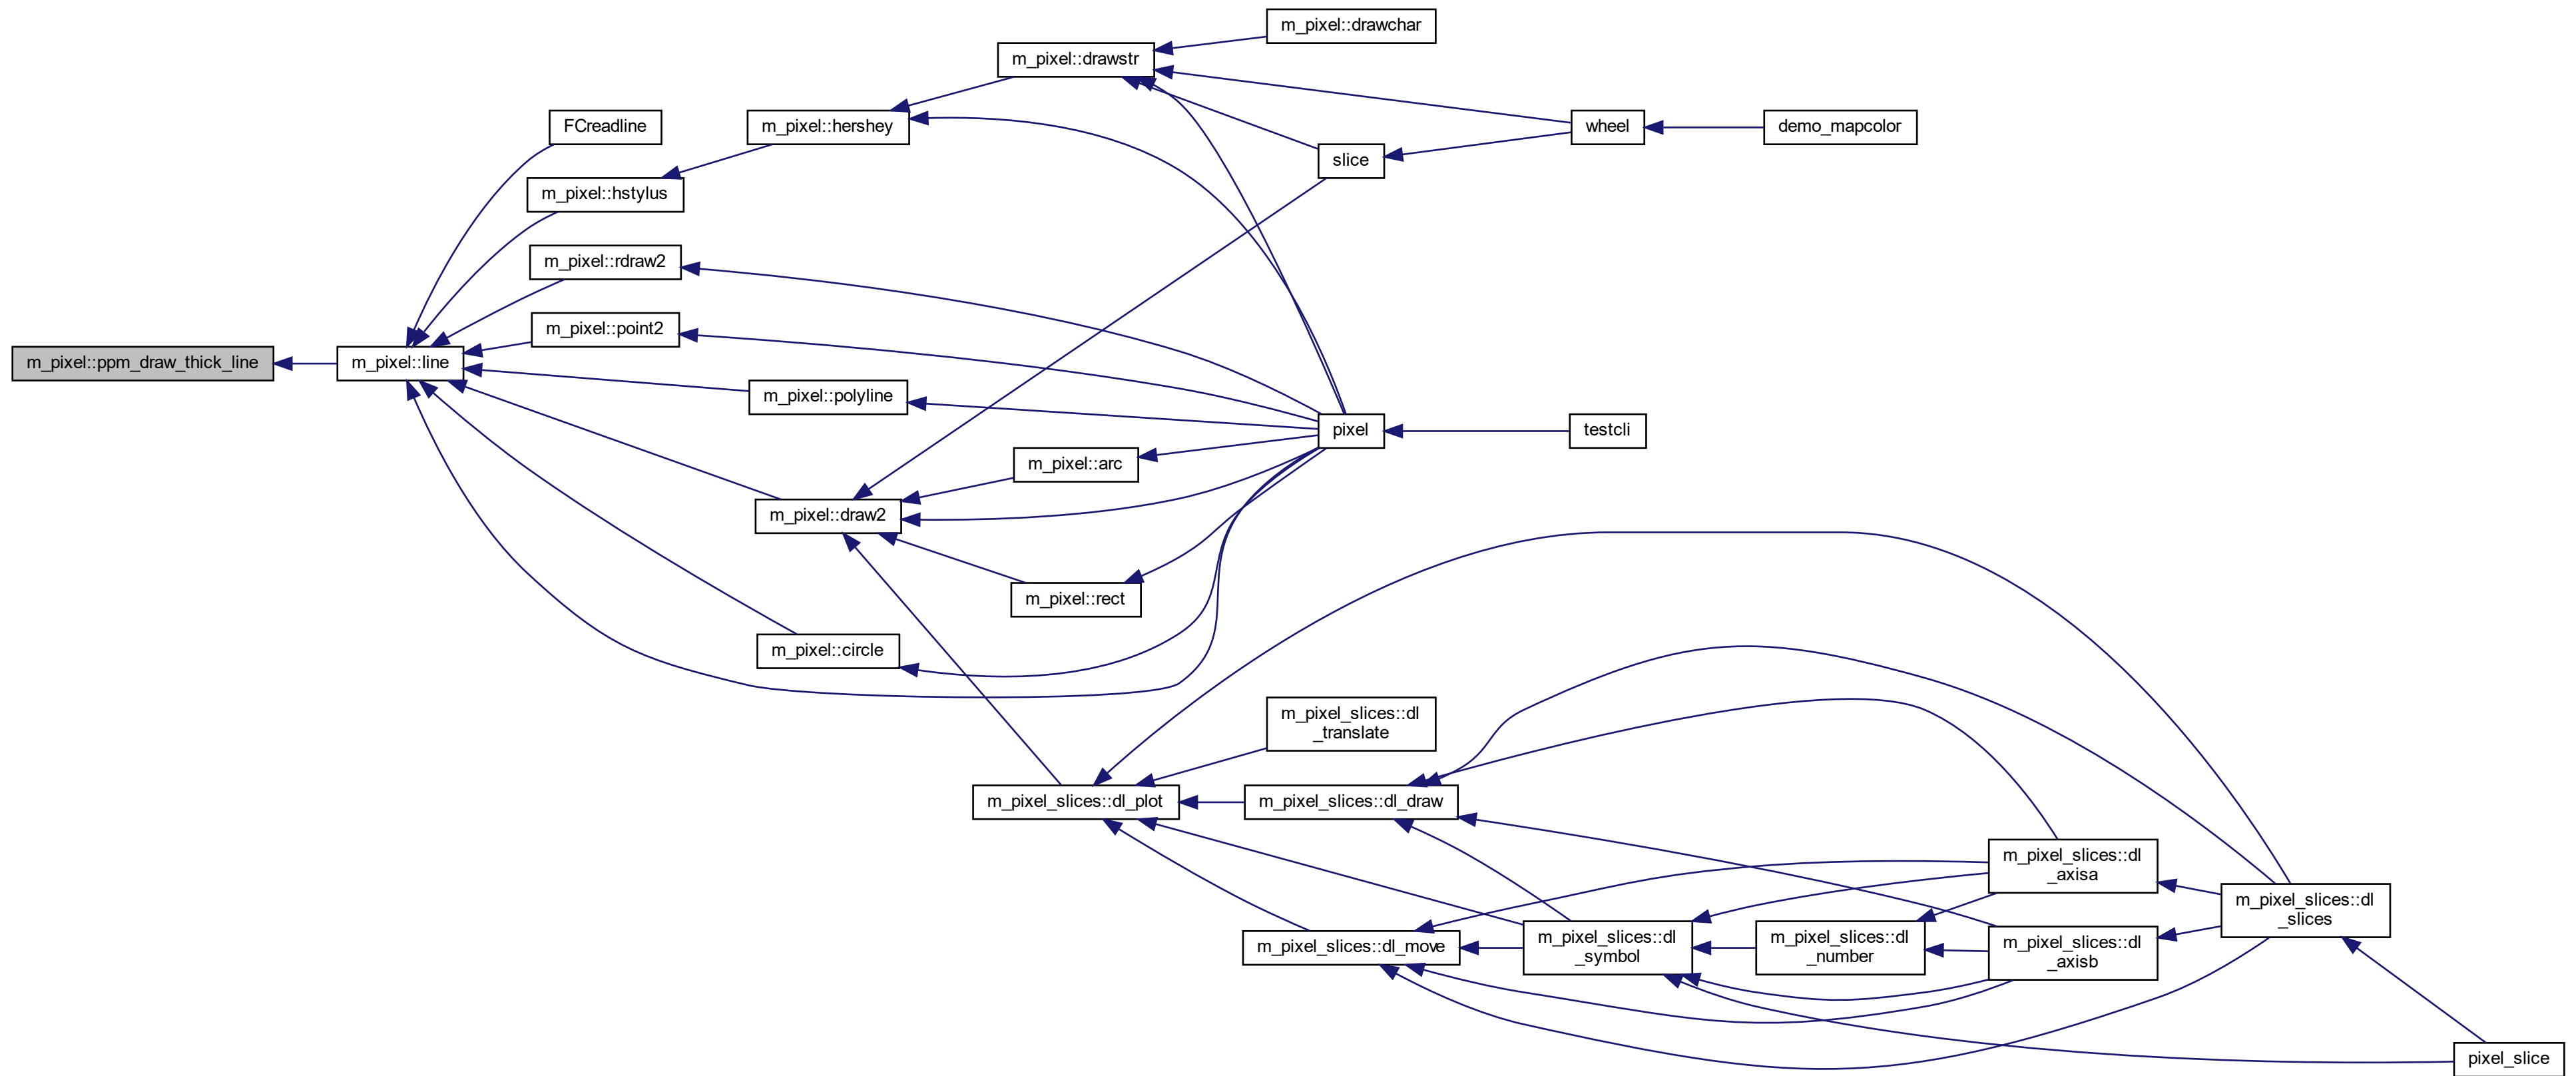 m_pixel::drawchar
m_pixel::drawstr
FCreadline
m_pixel::hershey
wheel
demo_mapcolor
slice
m_pixel::hstylus
m_pixel::rdraw2
m_pixel::point2
m_pixel::ppm_draw_thick_line
m_pixel::line
m_pixel::polyline
pixel
testcli
m_pixel::arc
m_pixel::draw2
m_pixel::rect
m_pixel::circle
m_pixel_slices::dl
_translate
m_pixel_slices::dl_plot
m_pixel_slices::dl_draw
m_pixel_slices::dl
_axisa
m_pixel_slices::dl
_slices
m_pixel_slices::dl_move
m_pixel_slices::dl
_symbol
m_pixel_slices::dl
_number
m_pixel_slices::dl
_axisb
pixel_slice